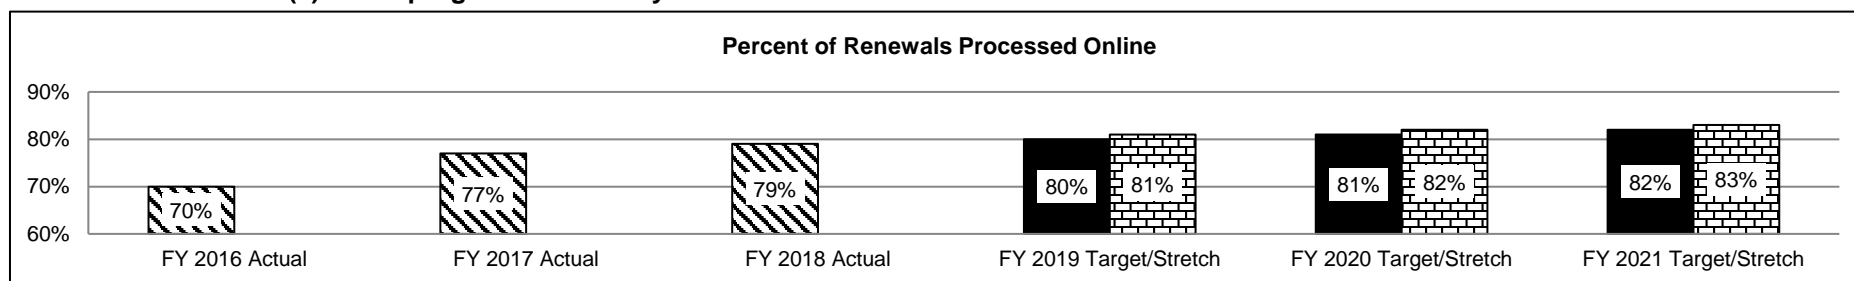 Percent of Renewals Processed Online
90%
80%
70%
60%
70%
77%
79%
80%
81%
81%
82%
82%
83%
FY 2016 Actual
FY 2017 Actual
FY 2018 Actual
FY 2019 Target/Stretch
FY 2020 Target/Stretch
FY 2021 Target/Stretch